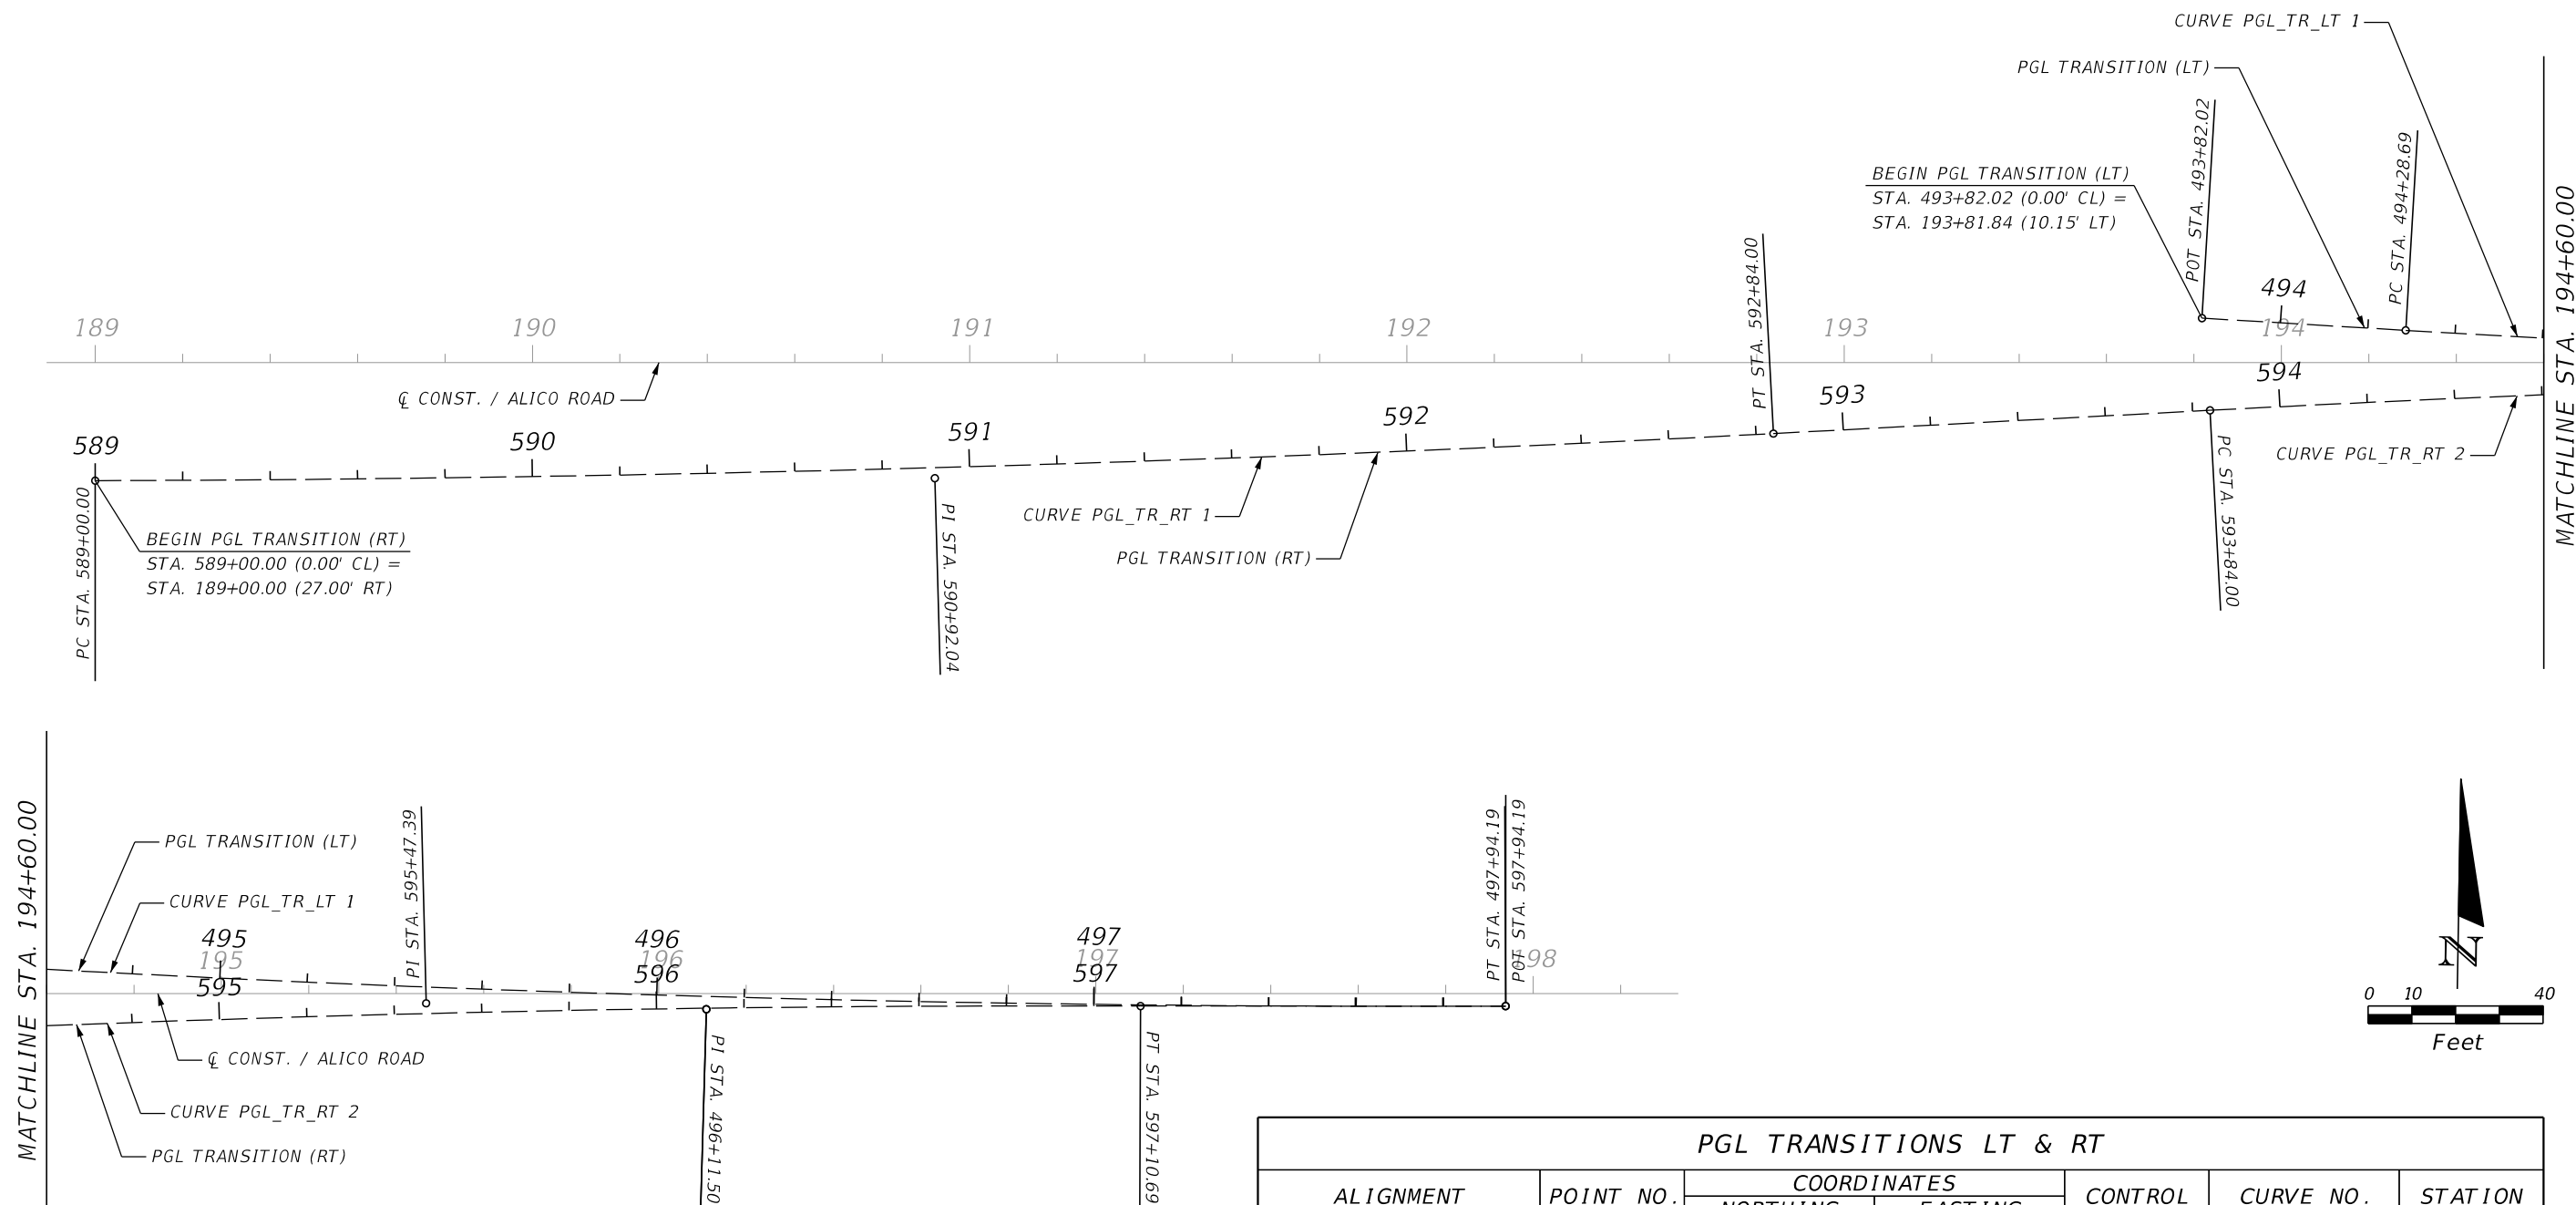 CURVE PGL_TR_LT 1
PGL TRANSITION (LT)
POT STA. 493+82.02
PC STA. 494+28.69
BEGIN PGL TRANSITION (LT)
STA. 493+82.02 (0.00' CL) =
STA. 193+81.84 (10.15' LT)
MATCHLINE STA. 194+60.00
PT STA. 592+84.00
494
189
190
191
192
193
194
℄ CONST. / ALICO ROAD
589
590
591
592
593
594
CURVE PGL_TR_RT 2
PC STA. 593+84.00
CURVE PGL_TR_RT 1
PGL TRANSITION (RT)
PI STA. 590+92.04
PC STA. 589+00.00
BEGIN PGL TRANSITION (RT)
STA. 589+00.00 (0.00' CL) =
STA. 189+00.00 (27.00' RT)
MATCHLINE STA. 194+60.00
PGL TRANSITION (LT)
CURVE PGL_TR_LT 1
PI STA. 595+47.39
PT STA. 497+94.19
POT STA. 597+94.19
495
496
497
195
196
197
198
595
596
597
℄ CONST. / ALICO ROAD
CURVE PGL_TR_RT 2
PGL TRANSITION (RT)
PI STA. 496+11.50
PT STA. 597+10.69
N
0 10 40
Feet
PGL TRANSITIONS LT & RT
COORDINATES
ALIGNMENT POINT NO. CONTROL CURVE NO. STATION
NORTHING EASTING